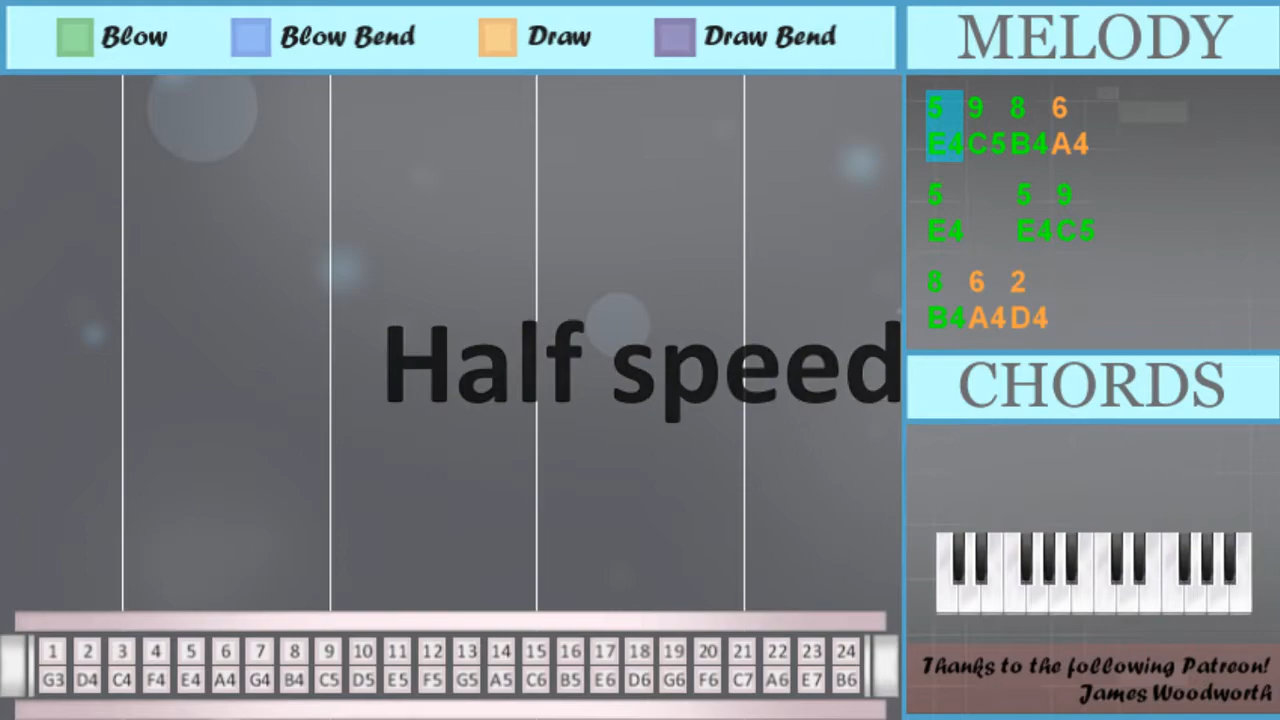 Blow Blow Bend Draw Draw Bend
MELODY
5 9 8 6
E4 C5 B4 A4
5 5 9
E4 E4 C5
8 6 2
B4 A4 D4
Half speed
CHORDS
1 2 3 4 5 6 7 8 9 10 11 12 13 14 15 16 17 18 19 20 21 22 23 24
G3 D4 C4 F4 E4 A4 G4 B4 C5 D5 E5 F5 G5 A5 C6 B5 E6 D6 G6 F6 C7 A6 E7 B6
Thanks to the following Patreon!
James Woodworth